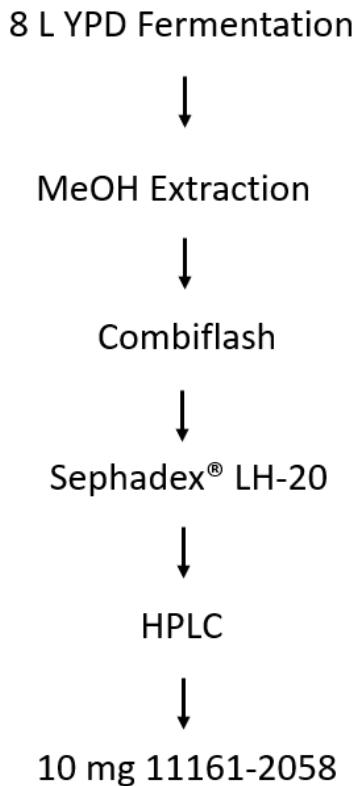 8 L YPD Fermentation
MeOH Extraction
Combiflash
Sephadex® LH-20
HPLC
10 mg 11161-2058